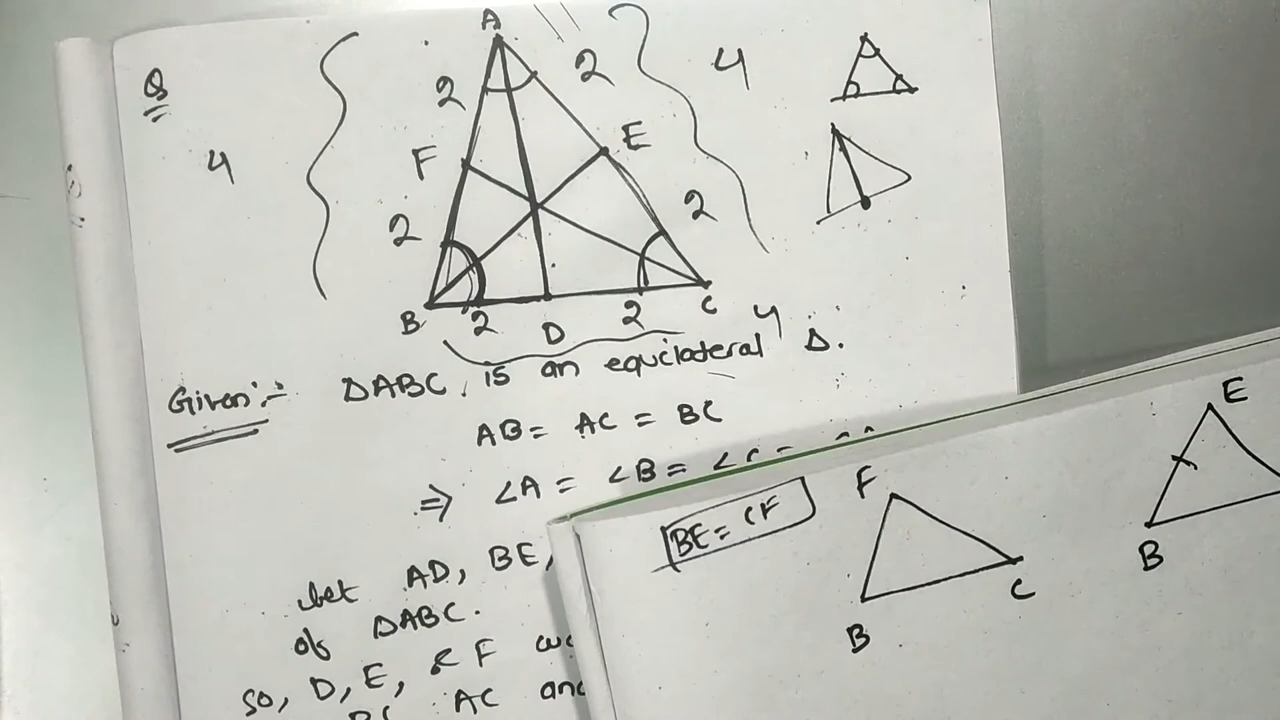 Q
A
2
2
4
4
F
E
2
2
B
2
D
2
C
4
Given :- ΔABC is an equilateral Δ.
AB = AC = BC
⇒ ∠A = ∠B = ∠C =
let AD, BE,
of ΔABC.
so, D, E, & F
AC and
BE = CF
F
B
C
E
B